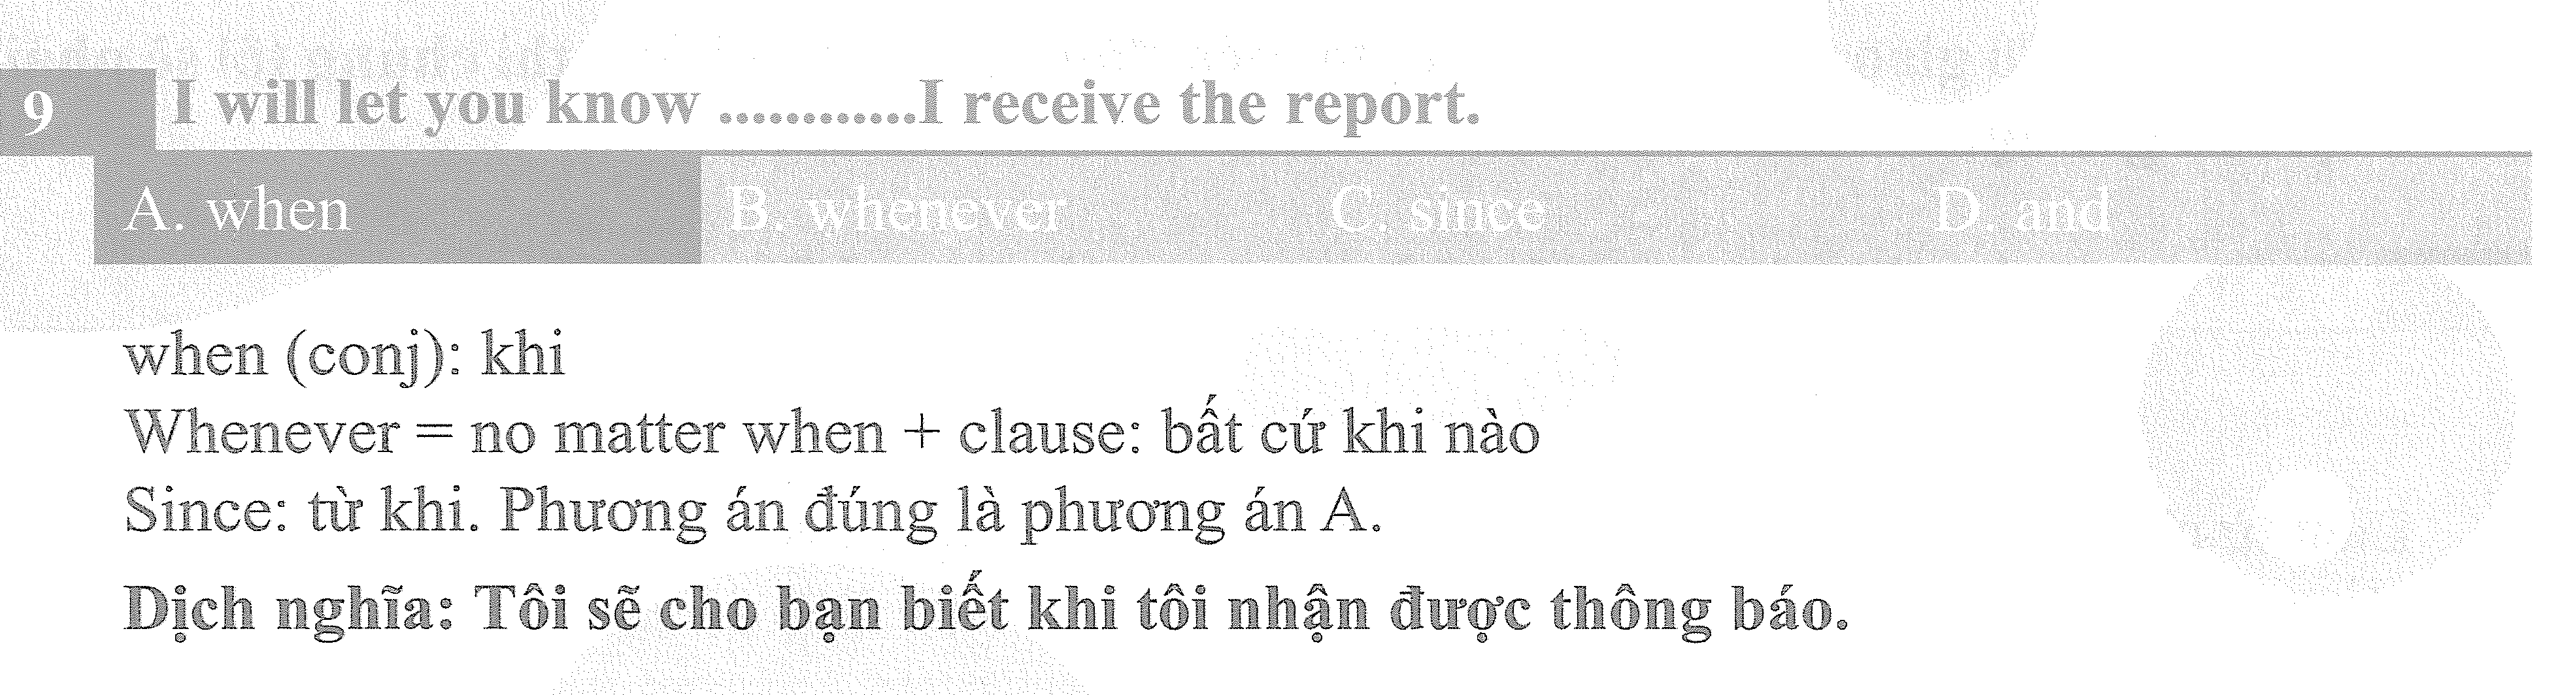 9 I will let you know ............I receive the report.
A. when B. whenever C. since D. and
when (conj): khi
Whenever = no matter when + clause: bất cứ khi nào
Since: từ khi. Phương án đúng là phương án A.
Dịch nghĩa: Tôi sẽ cho bạn biết khi tôi nhận được thông báo.